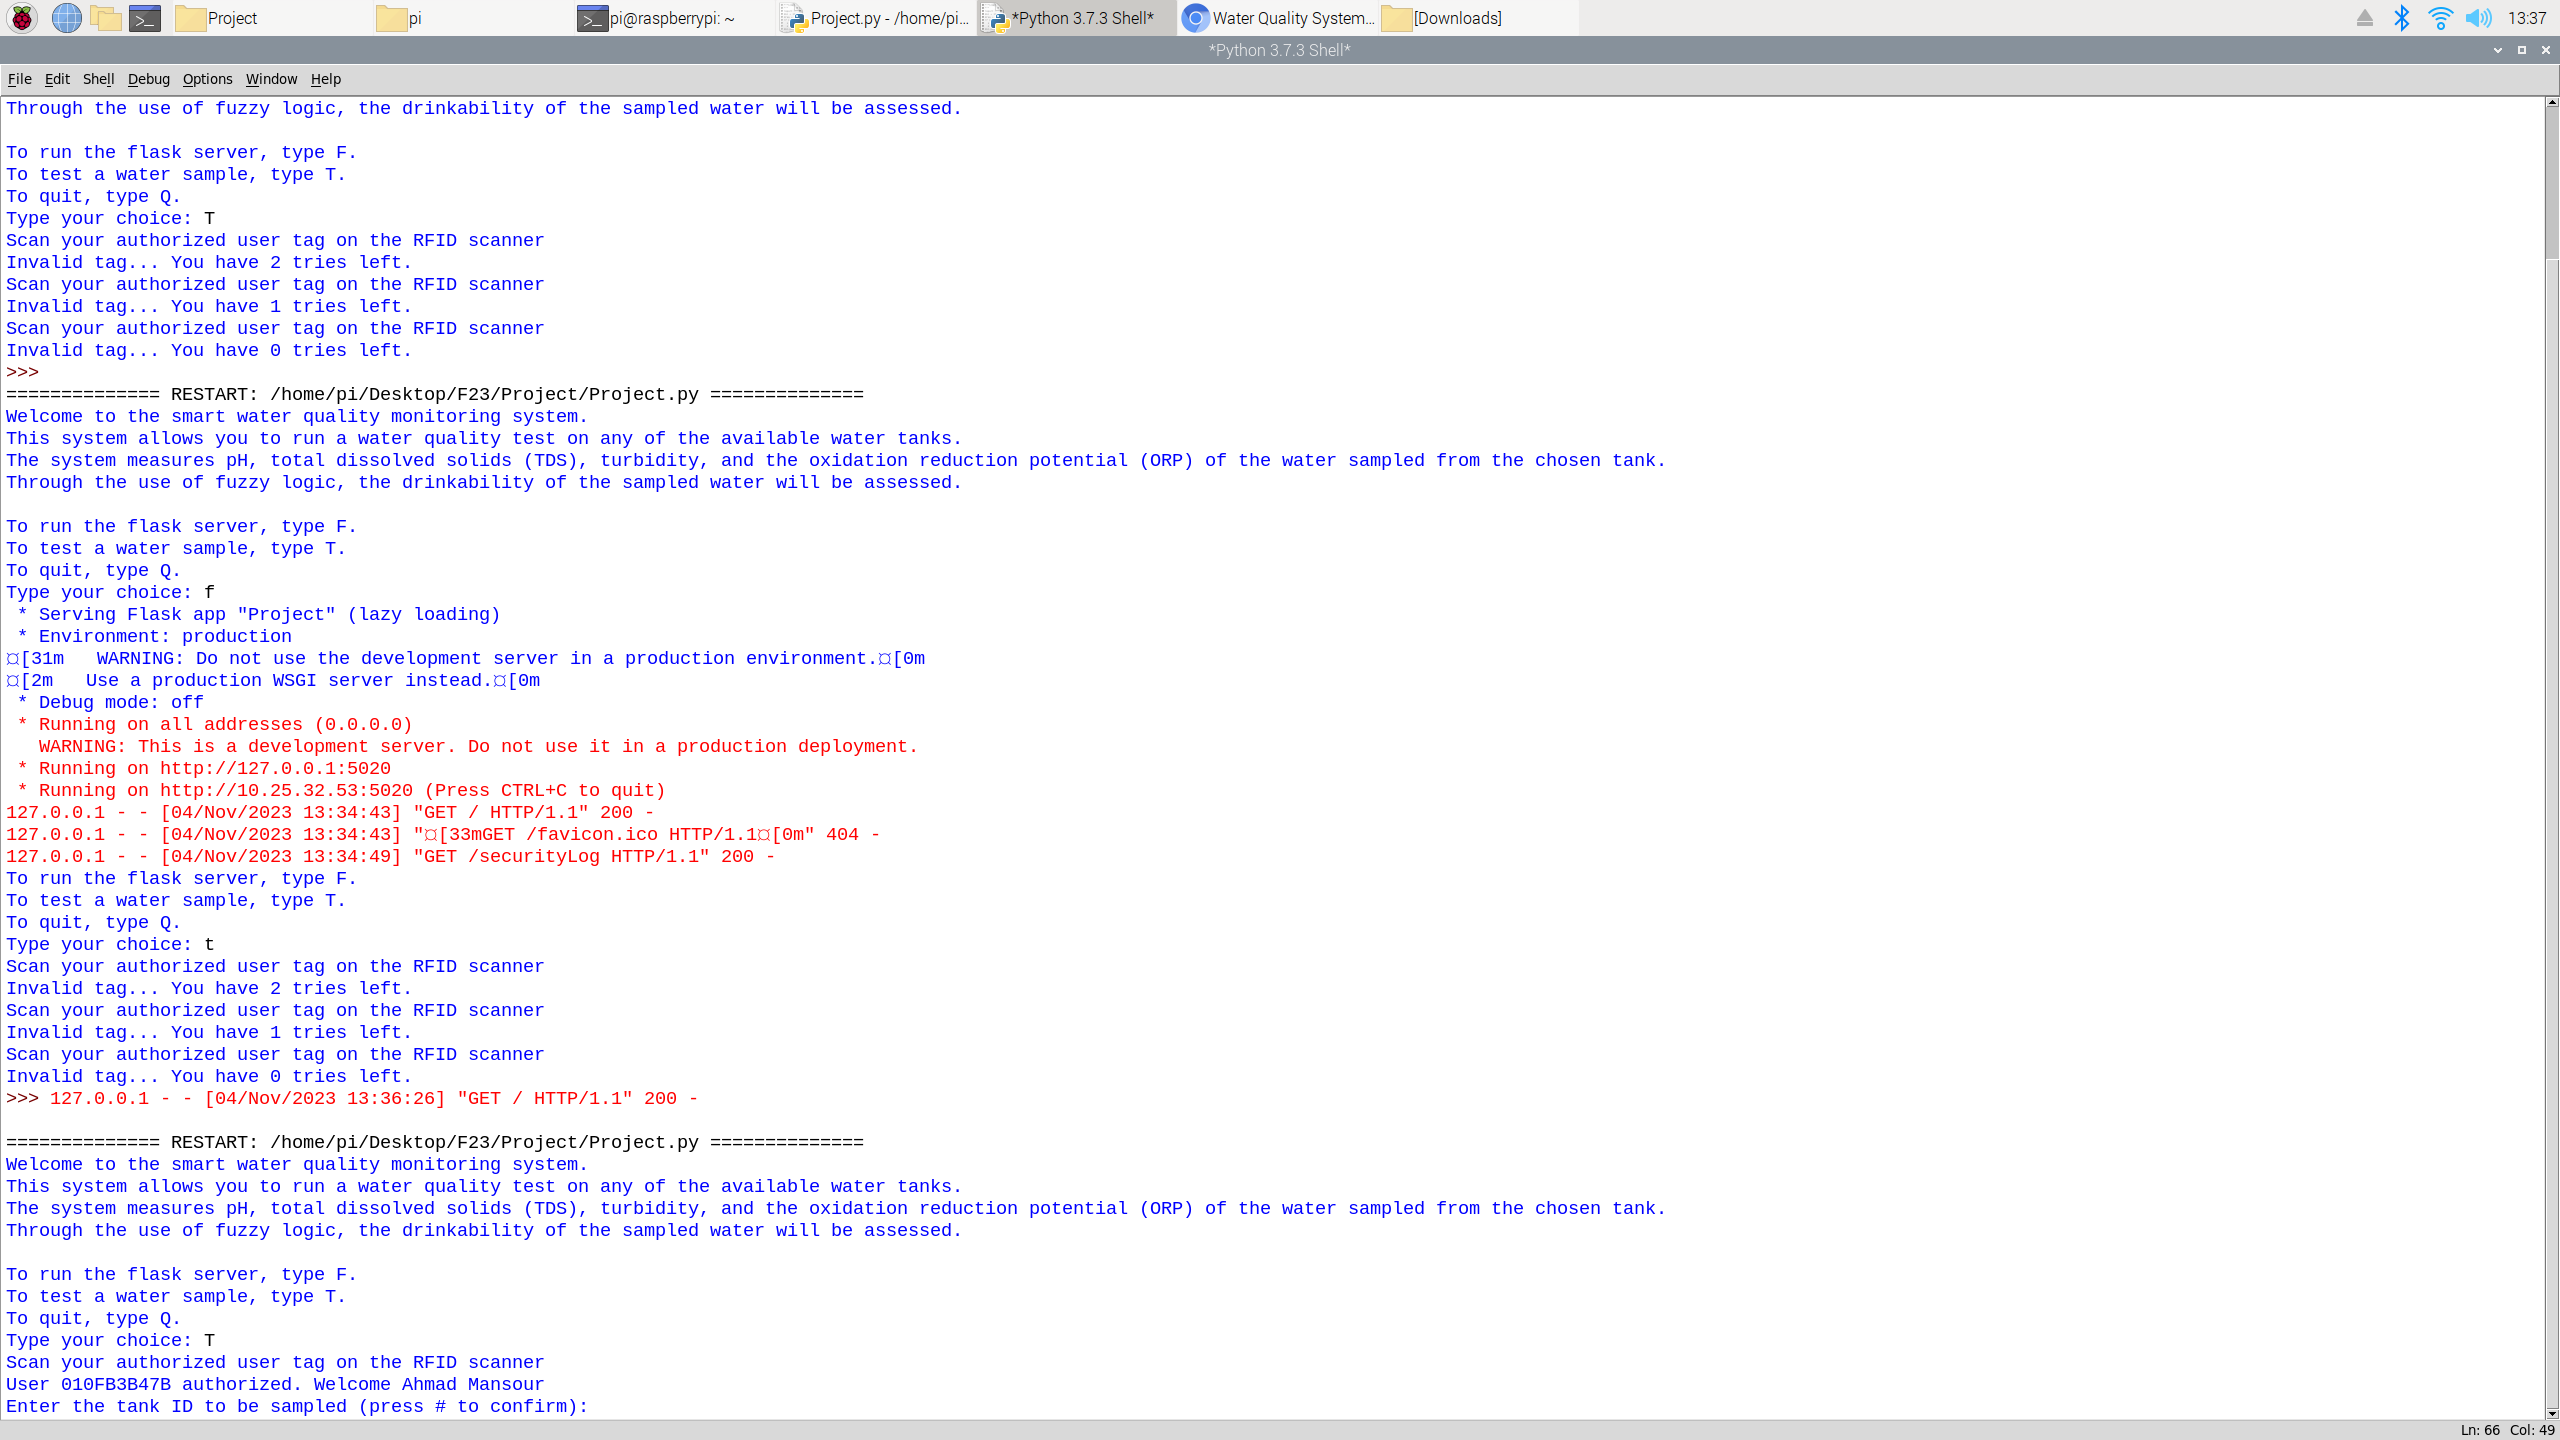 Project
pi
pi@raspberrypi: ~
Project.py - /home/pi...
*Python 3.7.3 Shell*
Water Quality System...
[Downloads]
13:37
*Python 3.7.3 Shell*
File Edit Shell Debug Options Window Help
Through the use of fuzzy logic, the drinkability of the sampled water will be assessed.
To run the flask server, type F.
To test a water sample, type T.
To quit, type Q.
Type your choice: T
Scan your authorized user tag on the RFID scanner
Invalid tag... You have 2 tries left.
Scan your authorized user tag on the RFID scanner
Invalid tag... You have 1 tries left.
Scan your authorized user tag on the RFID scanner
Invalid tag... You have 0 tries left.
>>>
============== RESTART: /home/pi/Desktop/F23/Project/Project.py ==============
Welcome to the smart water quality monitoring system.
This system allows you to run a water quality test on any of the available water tanks.
The system measures pH, total dissolved solids (TDS), turbidity, and the oxidation reduction potential (ORP) of the water sampled from the chosen tank.
Through the use of fuzzy logic, the drinkability of the sampled water will be assessed.
To run the flask server, type F.
To test a water sample, type T.
To quit, type Q.
Type your choice: f
 * Serving Flask app "Project" (lazy loading)
 * Environment: production
¤[31m   WARNING: Do not use the development server in a production environment.¤[0m
¤[2m   Use a production WSGI server instead.¤[0m
 * Debug mode: off
 * Running on all addresses (0.0.0.0)
   WARNING: This is a development server. Do not use it in a production deployment.
 * Running on http://127.0.0.1:5020
 * Running on http://10.25.32.53:5020 (Press CTRL+C to quit)
127.0.0.1 - - [04/Nov/2023 13:34:43] "GET / HTTP/1.1" 200 -
127.0.0.1 - - [04/Nov/2023 13:34:43] "¤[33mGET /favicon.ico HTTP/1.1¤[0m" 404 -
127.0.0.1 - - [04/Nov/2023 13:34:49] "GET /securityLog HTTP/1.1" 200 -
To run the flask server, type F.
To test a water sample, type T.
To quit, type Q.
Type your choice: t
Scan your authorized user tag on the RFID scanner
Invalid tag... You have 2 tries left.
Scan your authorized user tag on the RFID scanner
Invalid tag... You have 1 tries left.
Scan your authorized user tag on the RFID scanner
Invalid tag... You have 0 tries left.
>>> 127.0.0.1 - - [04/Nov/2023 13:36:26] "GET / HTTP/1.1" 200 -
============== RESTART: /home/pi/Desktop/F23/Project/Project.py ==============
Welcome to the smart water quality monitoring system.
This system allows you to run a water quality test on any of the available water tanks.
The system measures pH, total dissolved solids (TDS), turbidity, and the oxidation reduction potential (ORP) of the water sampled from the chosen tank.
Through the use of fuzzy logic, the drinkability of the sampled water will be assessed.
To run the flask server, type F.
To test a water sample, type T.
To quit, type Q.
Type your choice: T
Scan your authorized user tag on the RFID scanner
User 010FB3B47B authorized. Welcome Ahmad Mansour
Enter the tank ID to be sampled (press # to confirm):
Ln: 66 Col: 49